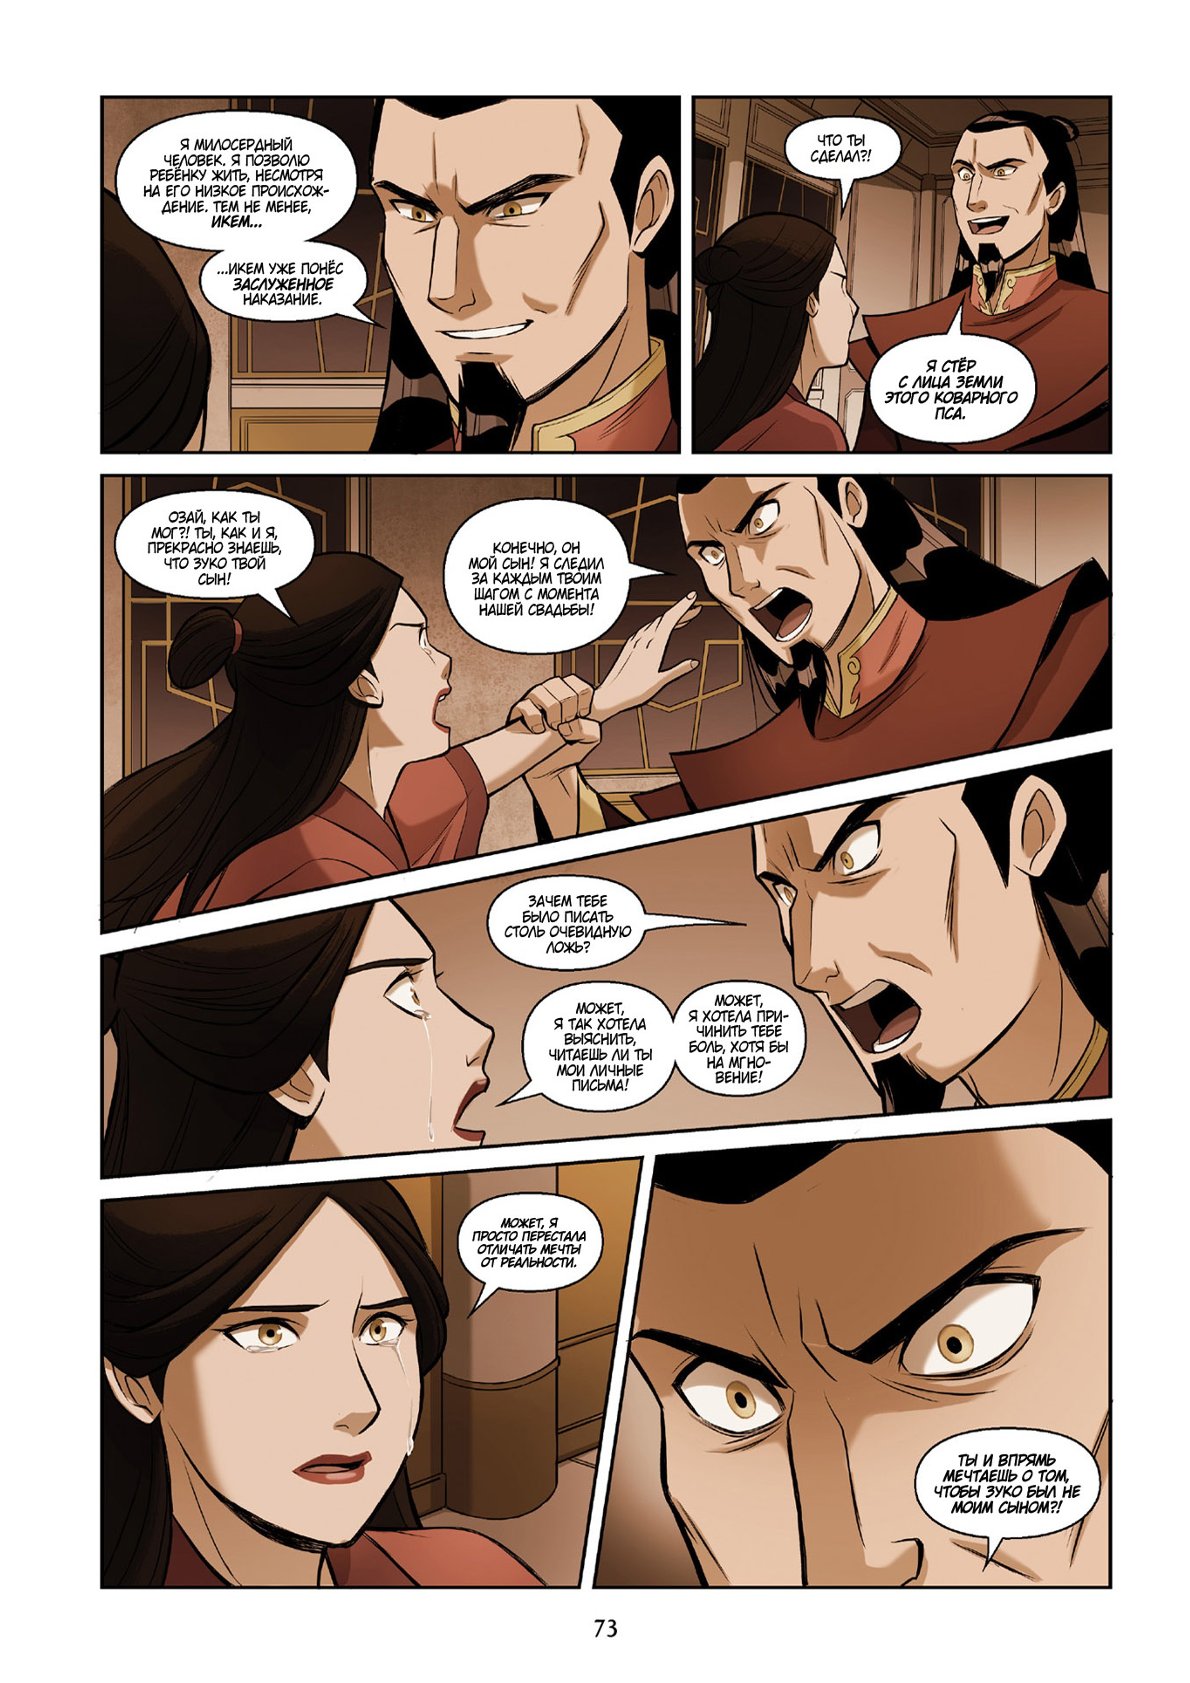 Я МИЛОСЕРДНЫЙ
ЧЕЛОВЕК. Я ПОЗВОЛЮ
РЕБЁНКУ ЖИТЬ, НЕСМОТРЯ
НА ЕГО НИЗКОЕ ПРОИСХОЖ-
ДЕНИЕ. ТЕМ НЕ МЕНЕЕ,
ИКЕМ...
...ИКЕМ УЖЕ ПОНЁС
ЗАСЛУЖЕННОЕ
НАКАЗАНИЕ.
ЧТО ТЫ
СДЕЛАЛ?!
Я СТЁР
С ЛИЦА ЗЕМЛИ
ЭТОГО КОВАРНОГО
ПСА.
ОЗАЙ, КАК ТЫ
МОГ?! ТЫ, КАК И Я,
ПРЕКРАСНО ЗНАЕШЬ,
ЧТО ЗУКО ТВОЙ
СЫН!
КОНЕЧНО, ОН
МОЙ СЫН! Я СЛЕДИЛ
ЗА КАЖДЫМ ТВОИМ
ШАГОМ С МОМЕНТА
НАШЕЙ СВАДЬБЫ!
ЗАЧЕМ ТЕБЕ
БЫЛО ПИСАТЬ
СТОЛЬ ОЧЕВИДНУЮ
ЛОЖЬ?
МОЖЕТ,
Я ТАК ХОТЕЛА
ВЫЯСНИТЬ,
ЧИТАЕШЬ ЛИ ТЫ
МОИ ЛИЧНЫЕ
ПИСЬМА!
МОЖЕТ,
Я ХОТЕЛА ПРИ-
ЧИНИТЬ ТЕБЕ
БОЛЬ, ХОТЯ БЫ
НА МГНО-
ВЕНИЕ!
МОЖЕТ, Я
ПРОСТО ПЕРЕСТАЛА
ОТЛИЧАТЬ МЕЧТЫ
ОТ РЕАЛЬНОСТИ.
ТЫ И ВПРЯМЬ
МЕЧТАЕШЬ О ТОМ,
ЧТОБЫ ЗУКО БЫЛ НЕ
МОИМ СЫНОМ?!
73